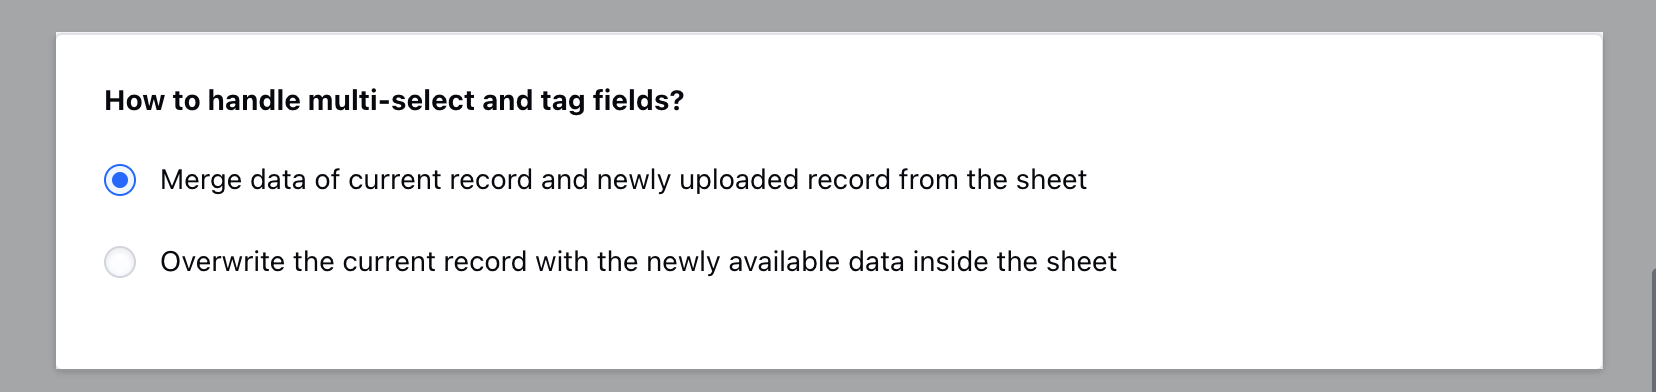 How to handle multi-select and tag fields?
Merge data of current record and newly uploaded record from the sheet
Overwrite the current record with the newly available data inside the sheet